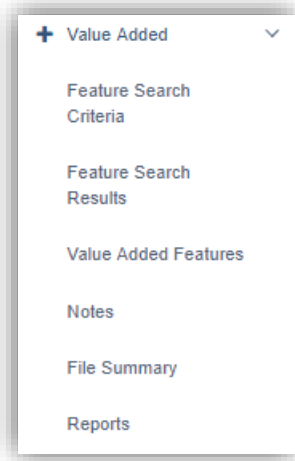 Value Added
Feature Search
Criteria
Feature Search
Results
Value Added Features
Notes
File Summary
Reports